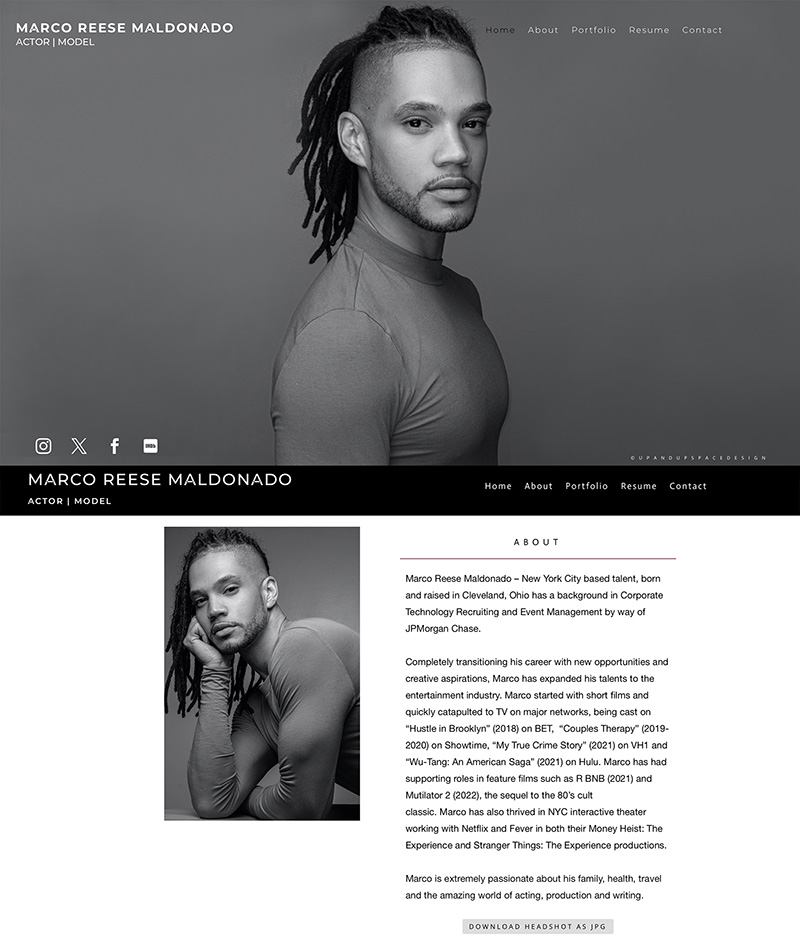 MARCO REESE MALDONADO
ACTOR | MODEL
Home About Portfolio Resume Contact
IMDb
©UPANDUPSPACEDESIGN
MARCO REESE MALDONADO
ACTOR | MODEL
Home About Portfolio Resume Contact
ABOUT
Marco Reese Maldonado – New York City based talent, born
and raised in Cleveland, Ohio has a background in Corporate
Technology Recruiting and Event Management by way of
JPMorgan Chase.
Completely transitioning his career with new opportunities and
creative aspirations, Marco has expanded his talents to the
entertainment industry. Marco started with short films and
quickly catapulted to TV on major networks, being cast on
“Hustle in Brooklyn” (2018) on BET,  “Couples Therapy” (2019-
2020) on Showtime, “My True Crime Story” (2021) on VH1 and
“Wu-Tang: An American Saga” (2021) on Hulu. Marco has had
supporting roles in feature films such as R BNB (2021) and
Mutilator 2 (2022), the sequel to the 80’s cult
classic. Marco has also thrived in NYC interactive theater
working with Netflix and Fever in both their Money Heist: The
Experience and Stranger Things: The Experience productions.
Marco is extremely passionate about his family, health, travel
and the amazing world of acting, production and writing.
DOWNLOAD HEADSHOT AS JPG